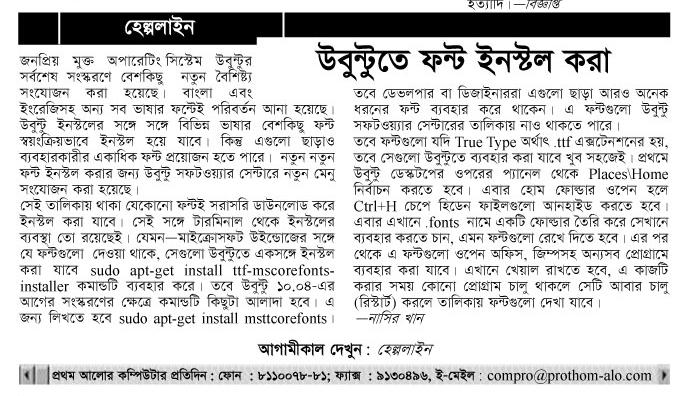 হত্যাদি।—বিজ্ঞপ্তি
হেল্পলাইন
উবুন্টুতে ফন্ট ইনস্টল করা
জনপ্রিয় মুক্ত অপারেটিং সিস্টেম উবুন্টুর
সর্বশেষ সংস্করণে বেশকিছু নতুন বৈশিষ্ট্য
সংযোজন করা হয়েছে। বাংলা এবং
ইংরেজিসহ অন্য সব ভাষার ফন্টেই পরিবর্তন আনা হয়েছে।
উবুন্টু ইনস্টলের সঙ্গে সঙ্গে বিভিন্ন ভাষার বেশকিছু ফন্ট
স্বয়ংক্রিয়ভাবে ইনস্টল হয়ে যাবে। কিন্তু এগুলো ছাড়াও
ব্যবহারকারীর একাধিক ফন্ট প্রয়োজন হতে পারে। নতুন নতুন
ফন্ট ইনস্টল করার জন্য উবুন্টু সফটওয়্যার সেন্টারে নতুন মেনু
সংযোজন করা হয়েছে।
সেই তালিকায় থাকা যেকোনো ফন্টই সরাসরি ডাউনলোড করে
ইনস্টল করা যাবে। সেই সঙ্গে টারমিনাল থেকে ইনস্টলের
ব্যবস্থা তো রয়েছেই। যেমন—মাইক্রোসফট উইন্ডোজের সঙ্গে
যে ফন্টগুলো দেওয়া থাকে, সেগুলো উবুন্টুতে একসঙ্গে ইনস্টল
করা যাবে sudo apt-get install ttf-mscorefonts-
installer কমান্ডটি ব্যবহার করে। তবে উবুন্টু ১০.০৪-এর
আগের সংস্করণের ক্ষেত্রে কমান্ডটি কিছুটা আলাদা হবে। এ
জন্য লিখতে হবে sudo apt-get install msttcorefonts।
তবে ডেভলপার বা ডিজাইনাররা এগুলো ছাড়া আরও অনেক
ধরনের ফন্ট ব্যবহার করে থাকেন। এ ফন্টগুলো উবুন্টু
সফটওয়্যার সেন্টারের তালিকায় নাও থাকতে পারে।
তবে ফন্টগুলো যদি True Type অর্থাৎ .ttf এক্সটেনশনের হয়,
তবে সেগুলো উবুন্টুতে ব্যবহার করা যাবে খুব সহজেই। প্রথমে
উবুন্টু ডেস্কটপের ওপরের প্যানেল থেকে Places\Home
নির্বাচন করতে হবে। এবার হোম ফোল্ডার ওপেন হলে
Ctrl+H চেপে হিডেন ফাইলগুলো আনহাইড করতে হবে।
এবার এখানে .fonts নামে একটি ফোল্ডার তৈরি করে সেখানে
ব্যবহার করতে চান, এমন ফন্টগুলো রেখে দিতে হবে। এর পর
থেকে এ ফন্টগুলো ওপেন অফিস, জিম্পসহ অন্যসব প্রোগ্রামে
ব্যবহার করা যাবে। এখানে খেয়াল রাখতে হবে, এ কাজটি
করার সময় কোনো প্রোগ্রাম চালু থাকলে সেটি আবার চালু
(রিস্টার্ট) করলে তালিকায় ফন্টগুলো দেখা যাবে।
—নাসির খান
আগামীকাল দেখুন : হেল্পলাইন
প্রথম আলোর কম্পিউটার প্রতিদিন : ফোন : ৮১১০০৭৮-৮১; ফ্যাক্স : ৯১৩০৪৯৬, ই-মেইল : compro@prothom-alo.com